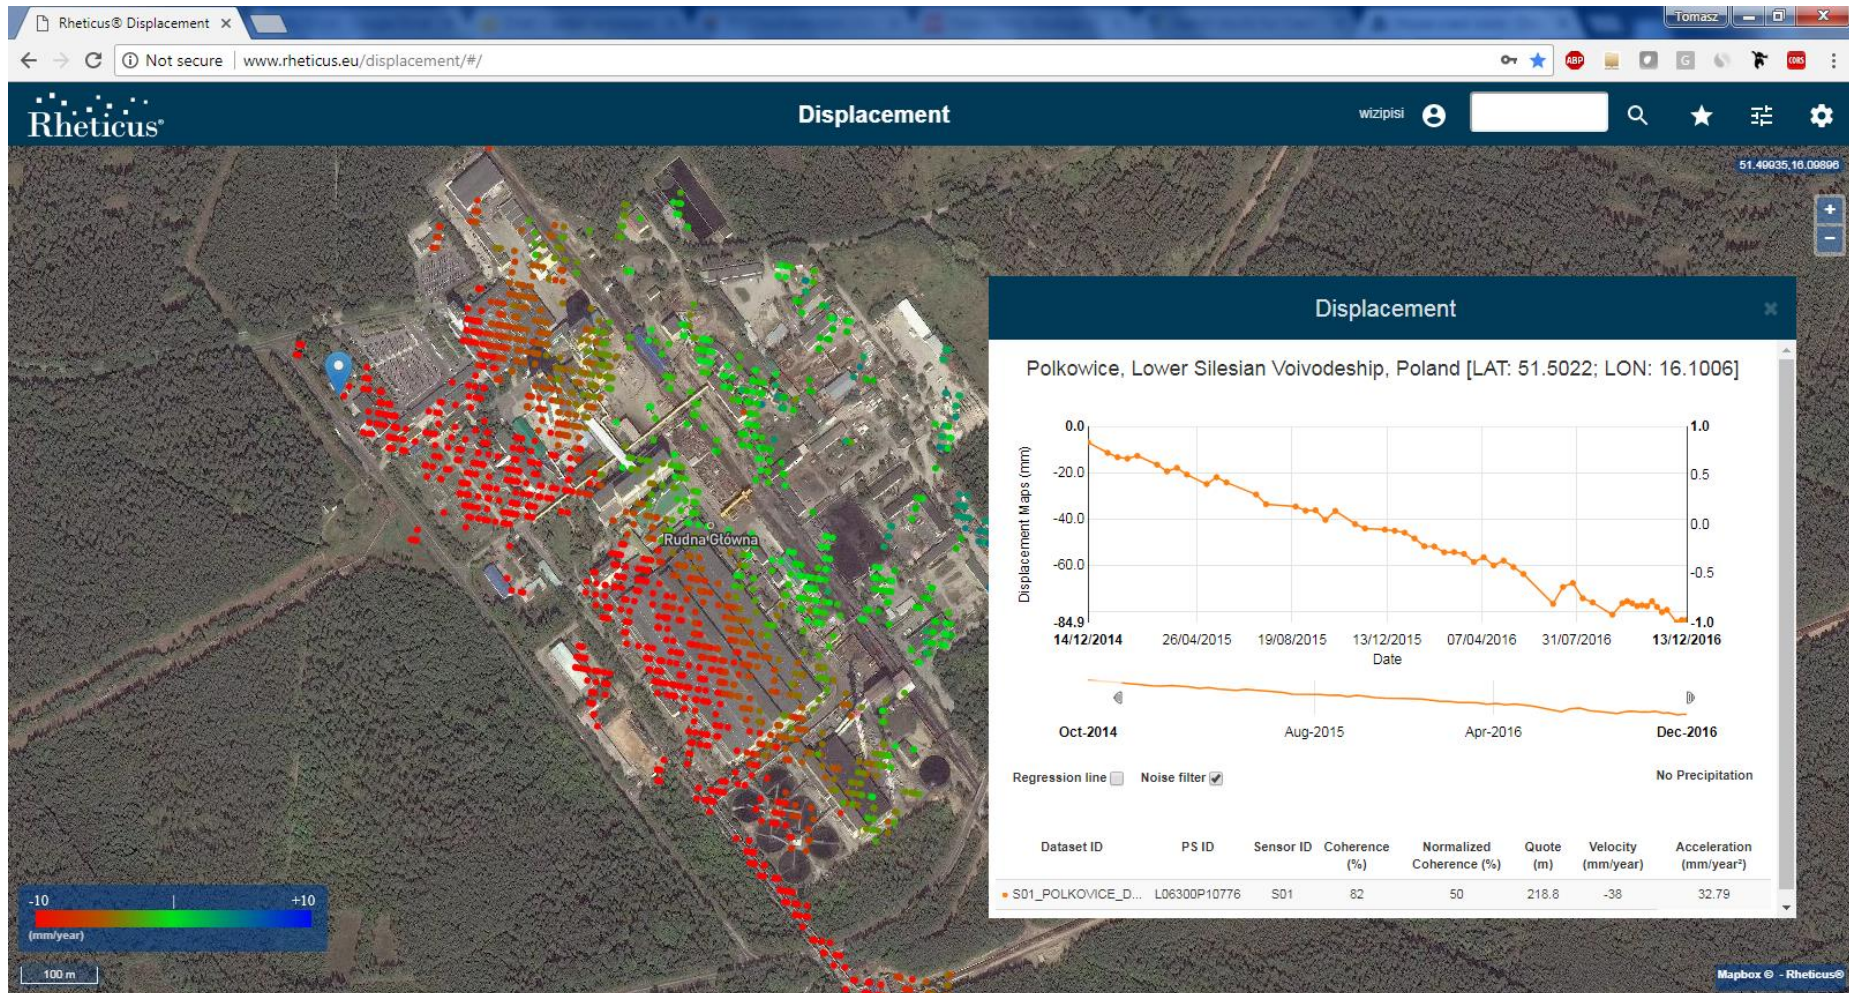 Rheticus® Displacement
Tomasz
Not secure | www.rheticus.eu/displacement/#/
ABP
G
CORS
Rheticus®
Displacement
wizipisi
51.49935,16.09896
+
−
Displacement
Polkowice, Lower Silesian Voivodeship, Poland [LAT: 51.5022; LON: 16.1006]
Displacement Maps (mm)
0.0
-20.0
-40.0
-60.0
-84.9
1.0
0.5
0.0
-0.5
-1.0
14/12/2014 26/04/2015 19/08/2015 13/12/2015 07/04/2016 31/07/2016 13/12/2016
Date
Oct-2014 Aug-2015 Apr-2016 Dec-2016
Regression line Noise filter No Precipitation
Dataset ID PS ID Sensor ID Coherence (%) Normalized Coherence (%) Quote (m) Velocity (mm/year) Acceleration (mm/year²)
S01_POLKOVICE_D... L06300P10776 S01 82 50 218.8 -38 32.79
Rudna Główna
-10 | +10
(mm/year)
100 m
Mapbox © - Rheticus®